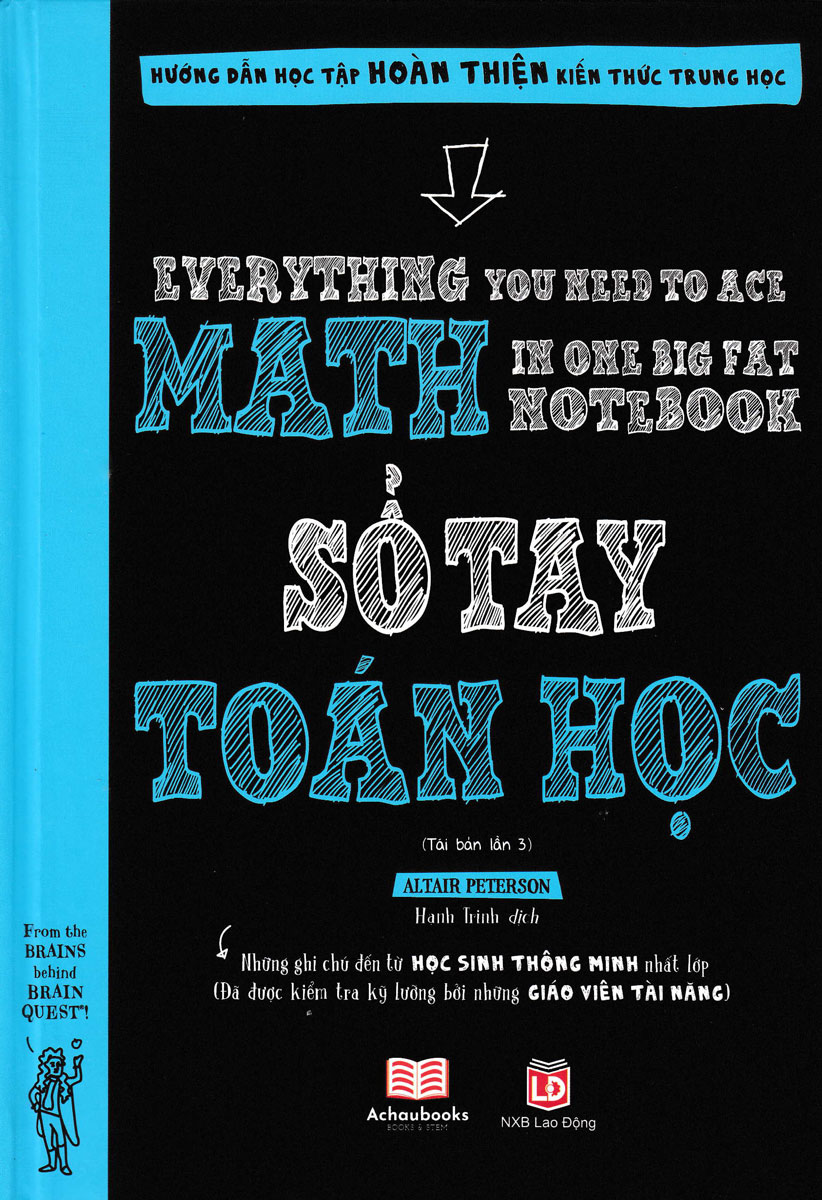 HƯỚNG DẪN HỌC TẬP HOÀN THIỆN KIẾN THỨC TRUNG HỌC
EVERYTHING YOU NEED TO ACE
MATH IN ONE BIG FAT
NOTEBOOK
SỔ TAY
TOÁN HỌC
(Tái bản lần 3)
ALTAIR PETERSON
Hạnh Trinh dịch
Những ghi chú đến từ HỌC SINH THÔNG MINH nhất lớp
(Đã được kiểm tra kỹ lưỡng bởi những GIÁO VIÊN TÀI NĂNG)
From the
BRAINS
behind
BRAIN
QUEST®!
Achaubooks
BOOKS & STEM
LD
NXB Lao Động